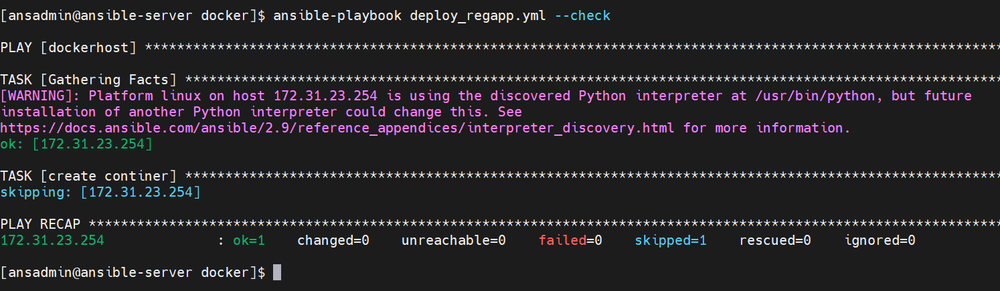 [ansadmin@ansible-server docker]$ ansible-playbook deploy_regapp.yml --check
PLAY [dockerhost] **********************************************************************************************************
TASK [Gathering Facts] *****************************************************************************************************
[WARNING]: Platform linux on host 172.31.23.254 is using the discovered Python interpreter at /usr/bin/python, but future
installation of another Python interpreter could change this. See
https://docs.ansible.com/ansible/2.9/reference_appendices/interpreter_discovery.html for more information.
ok: [172.31.23.254]
TASK [create continer] *****************************************************************************************************
skipping: [172.31.23.254]
PLAY RECAP *****************************************************************************************************************
172.31.23.254              : ok=1    changed=0    unreachable=0    failed=0    skipped=1    rescued=0    ignored=0
[ansadmin@ansible-server docker]$